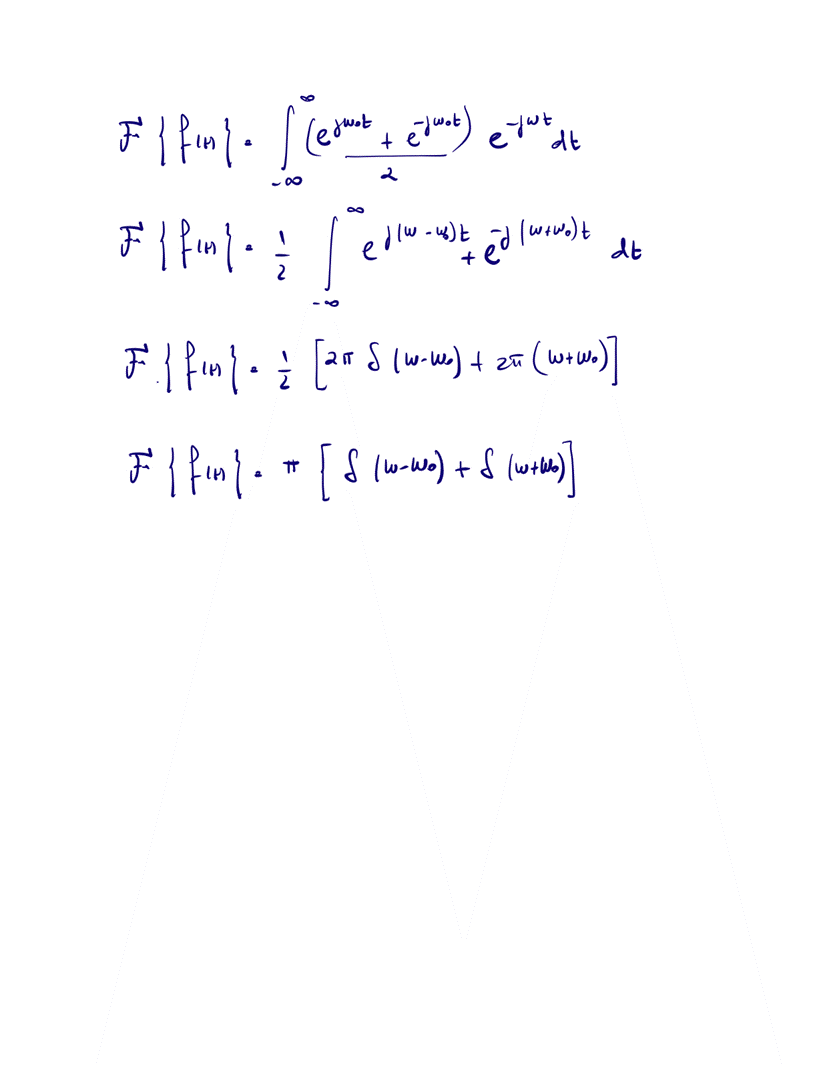 ℱ{f(t)} = ∫_{-∞}^{∞} (e^{jω₀t} + e^{-jω₀t})/2 e^{-jωt} dt
ℱ{f(t)} = 1/2 ∫_{-∞}^{∞} e^{j(ω-ω₀)t} + e^{-j(ω+ω₀)t} dt
ℱ{f(t)} = 1/2 [2π δ(ω-ω₀) + 2π(ω+ω₀)]
ℱ{f(t)} = π [δ(ω-ω₀) + δ(ω+ω₀)]